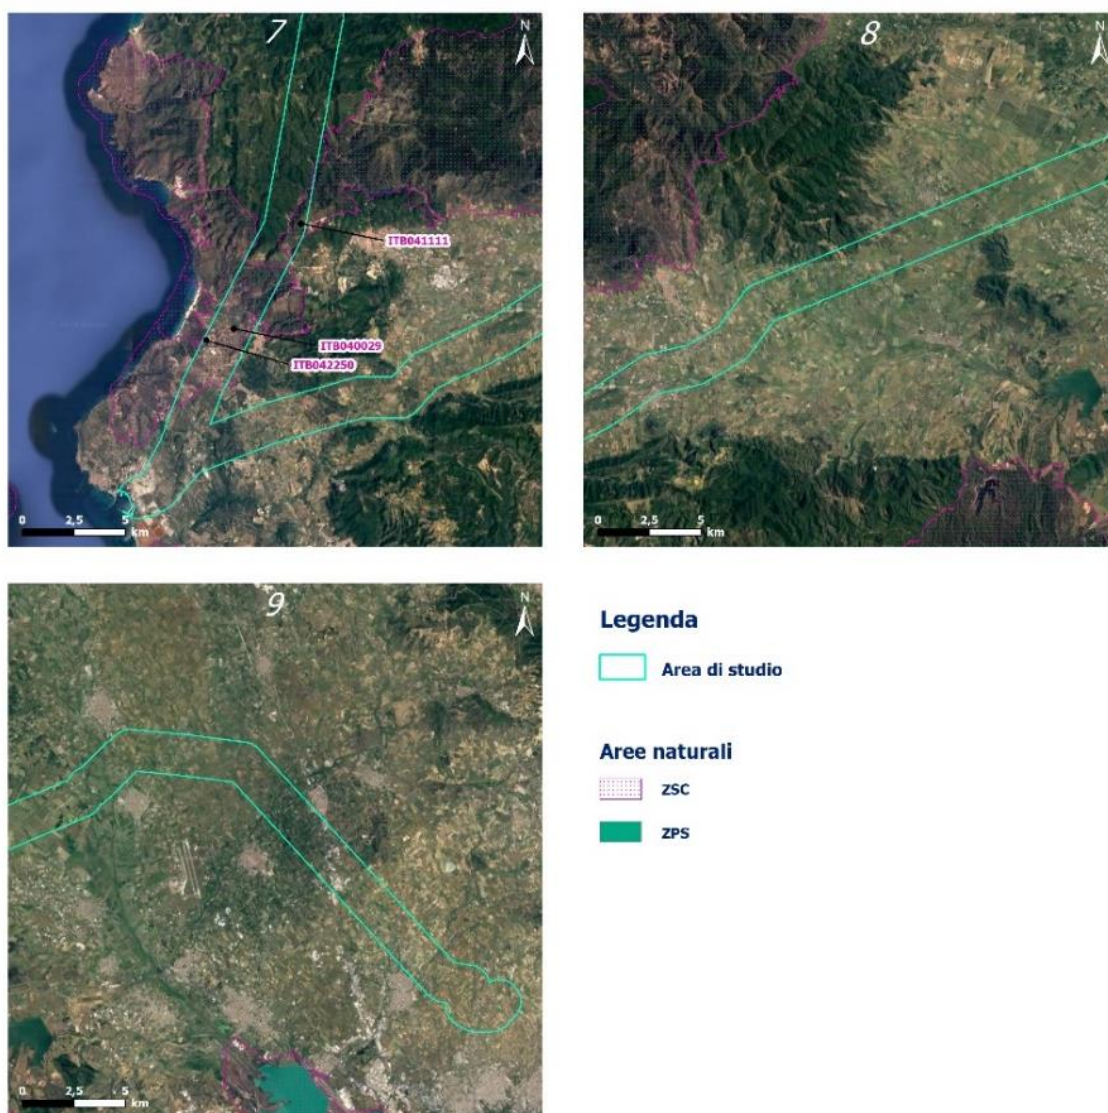 7
N
ITB041111
ITB040029
ITB042250
0 2,5 5
km
8
N
0 2,5 5
km
9
N
0 2,5 5
km
Legenda
Area di studio
Aree naturali
ZSC
ZPS